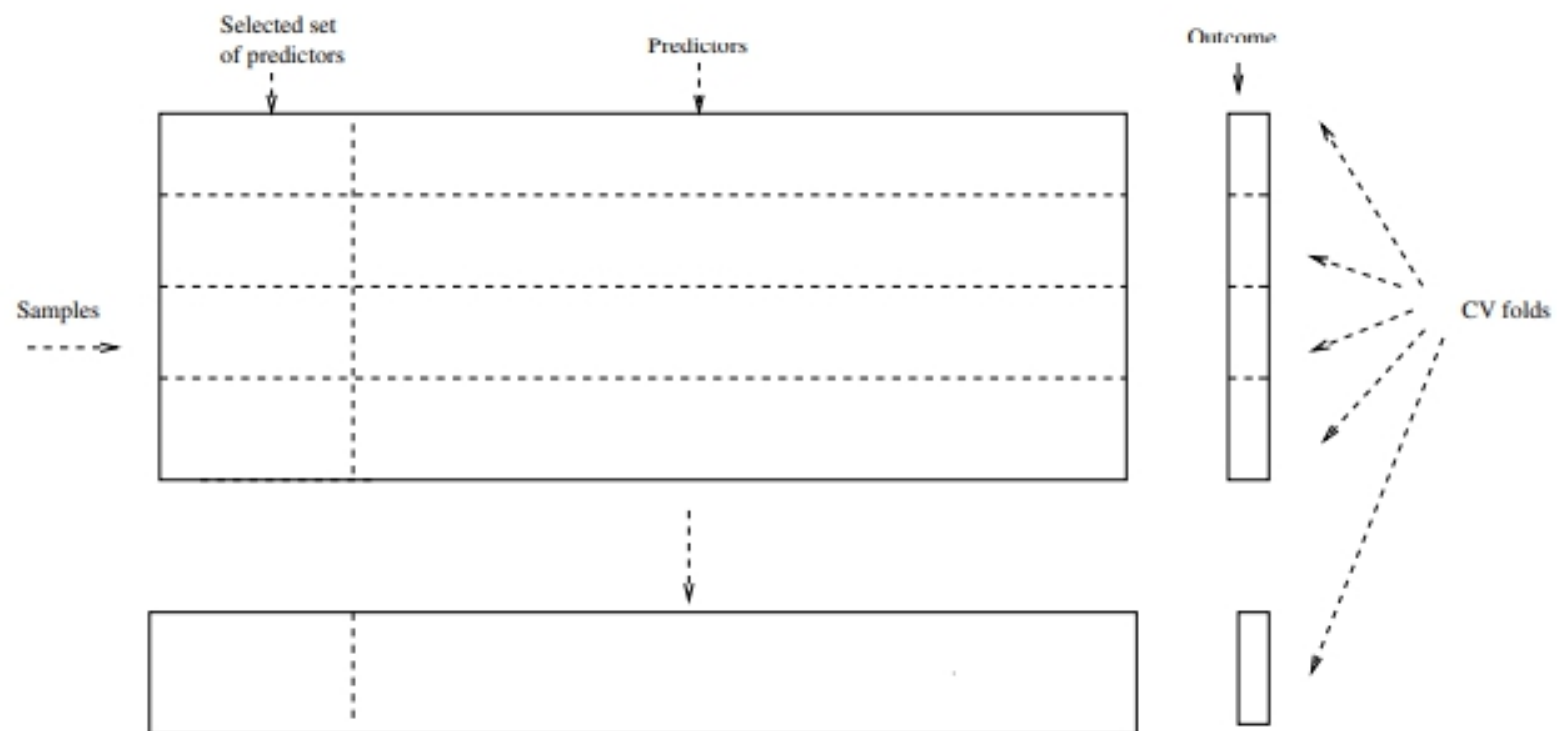 Selected set
of predictors
Predictors
Outcome
Samples
CV folds